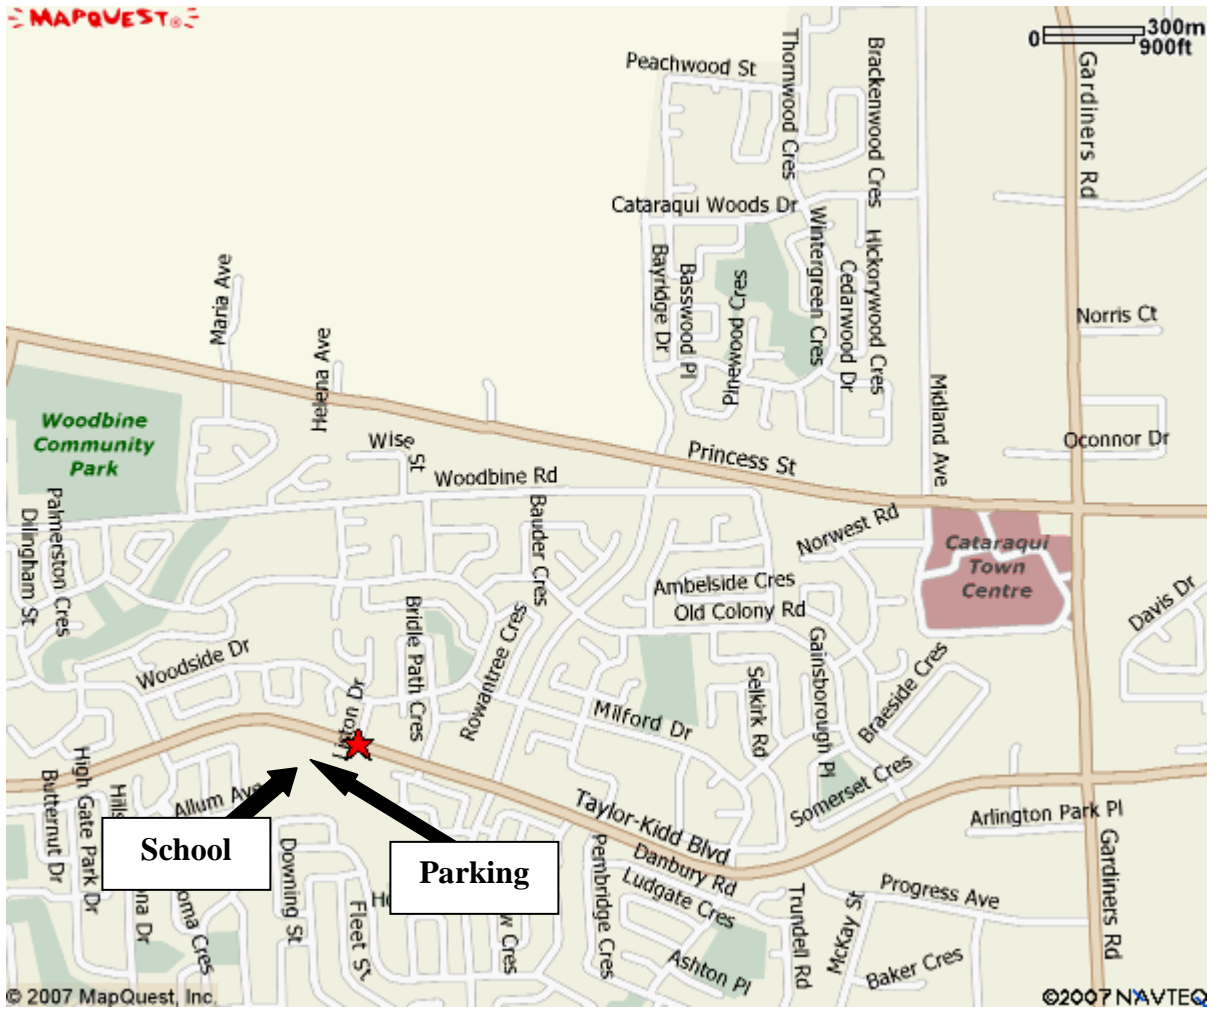 MAPQUEST
300m
0
900ft
Peachwood St
Thornwood Cres
Brackenwood Cres
Gardiners Rd
Cataraqui Woods Dr
Wintergreen Cres
Hickorywood Cres
Cedarwood Dr
Bayridge Dr
Basswood Pl
Pinewood Cres
Maria Ave
Helena Ave
Norris Ct
Midland Ave
Oconnor Dr
Woodbine
Community
Park
Wise St
Princess St
Woodbine Rd
Palmerston Cres
Dilingham St
Bauder Cres
Norwest Rd
Cataraqui
Town
Centre
Ambelside Cres
Old Colony Rd
Davis Dr
Bridle Path Cres
Rowantree Cres
Gainsborough Pl
Woodside Dr
Selkirk Rd
Braeside Cres
Milford Dr
Dr
High Gate Park Dr
Butternut Dr
Allum Ave
Somerset Cres
Taylor-Kidd Blvd
Arlington Park Pl
School
Parking
Downing St
Fleet St
Pembridge Cres
Danbury Rd
Ludgate Cres
Trundell Rd
McKay St
Progress Ave
Gardiners Rd
Ashton Pl
Baker Cres
© 2007 MapQuest, Inc.
©2007 NAVTEQ